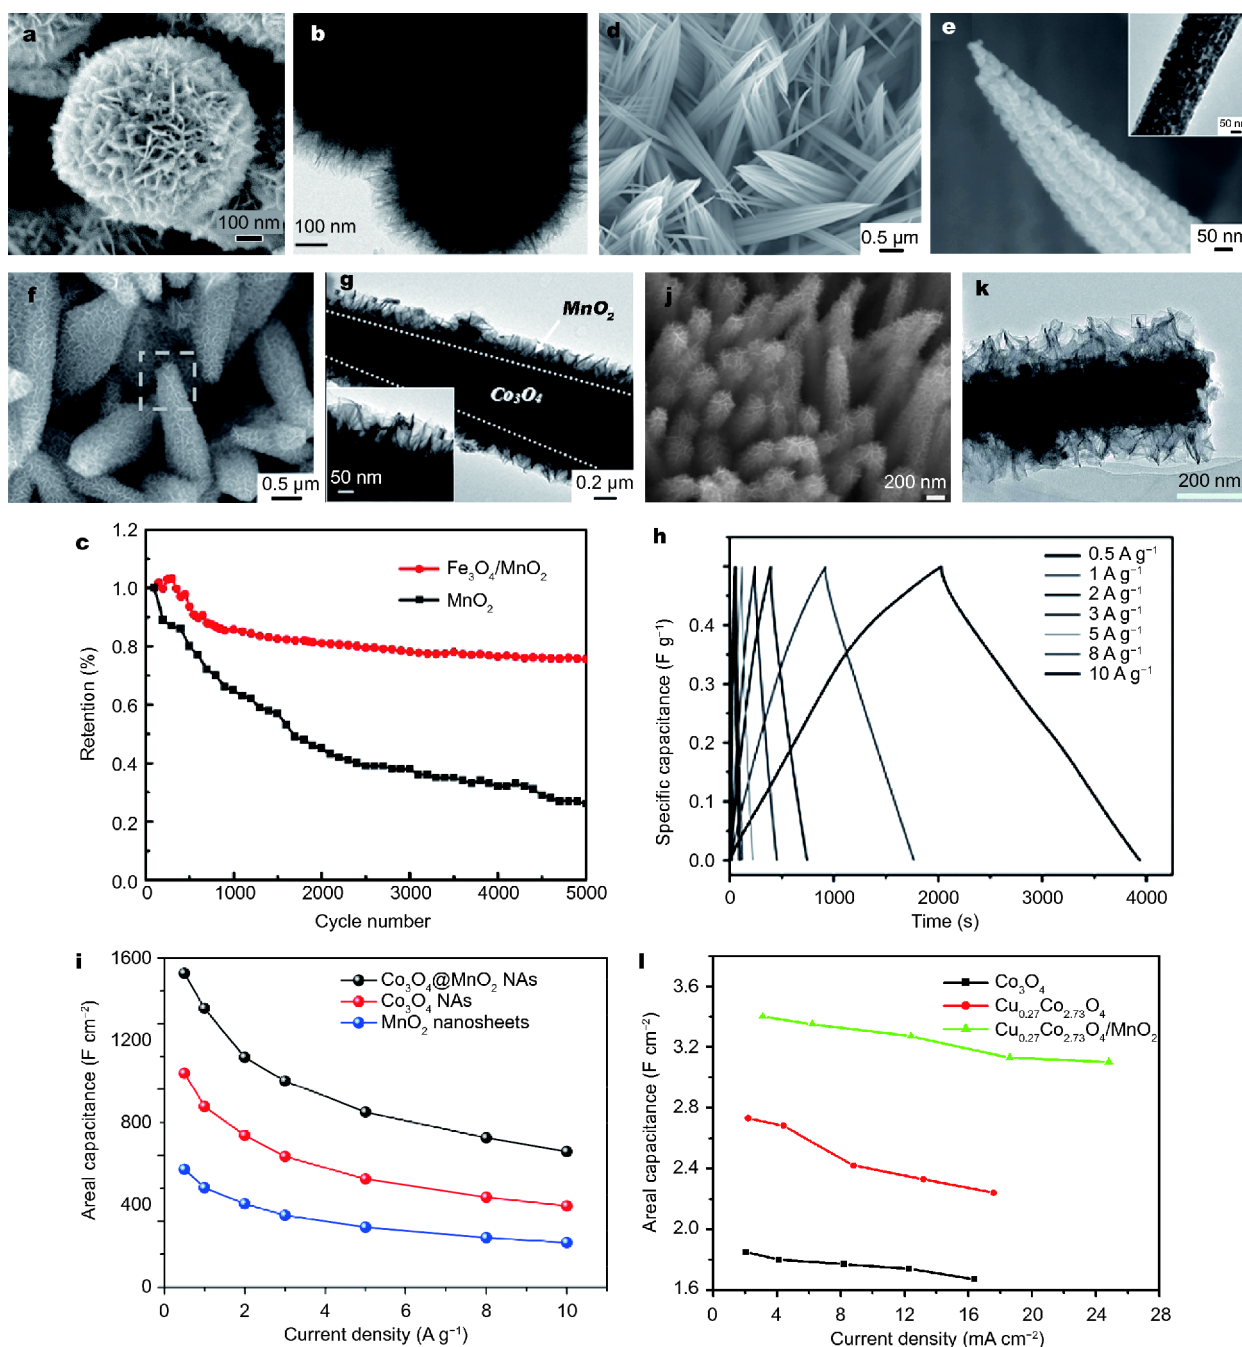 a
100 nm
b
100 nm
d
0.5 µm
e
50 nm
50 nm
f
0.5 µm
g
MnO₂
Co₃O₄
50 nm
0.2 µm
j
200 nm
k
200 nm
c
1.2
1.0
0.8
0.6
0.4
0.2
0.0
Retention (%)
Fe₃O₄/MnO₂
MnO₂
0 1000 2000 3000 4000 5000
Cycle number
h
0.4
0.3
0.2
0.1
0.0
Specific capacitance (F g⁻¹)
0.5 A g⁻¹
1 A g⁻¹
2 A g⁻¹
3 A g⁻¹
5 A g⁻¹
8 A g⁻¹
10 A g⁻¹
0 1000 2000 3000 4000
Time (s)
i
1600
1200
800
400
0
Areal capacitance (F cm⁻²)
Co₃O₄@MnO₂ NAs
Co₃O₄ NAs
MnO₂ nanosheets
0 2 4 6 8 10
Current density (A g⁻¹)
l
3.6
3.2
2.8
2.4
1.8
1.6
Areal capacitance (F cm⁻²)
Co₃O₄
Cu₀.₂₇Co₂.₇₃O₄
Cu₀.₂₇Co₂.₇₃O₄/MnO₂
0 4 8 12 16 20 24 28
Current density (mA cm⁻²)